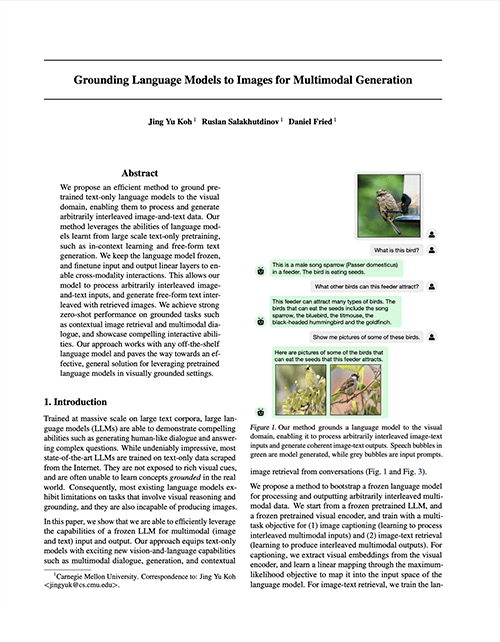 Grounding Language Models to Images for Multimodal Generation
Jing Yu Koh 1 Ruslan Salakhutdinov 1 Daniel Fried 1
Abstract
We propose an efficient method to ground pre-
trained text-only language models to the visual
domain, enabling them to process and generate
arbitrarily interleaved image-and-text data. Our
method leverages the abilities of language mod-
els learnt from large scale text-only pretraining,
such as in-context learning and free-form text
generation. We keep the language model frozen,
and finetune input and output linear layers to en-
able cross-modality interactions. This allows our
model to process arbitrarily interleaved image-
and-text inputs, and generate free-form text inter-
leaved with retrieved images. We achieve strong
zero-shot performance on grounded tasks such as
contextual image retrieval and multimodal dia-
logue, and showcase compelling interactive abili-
ties. Our approach works with any off-the-shelf
language model and paves the way towards an ef-
fective, general solution for leveraging pretrained
language models in visually grounded settings.
1. Introduction
Trained at massive scale on large text corpora, large lan-
guage models (LLMs) are able to demonstrate compelling
abilities such as generating human-like dialogue and answer-
ing complex questions. While undeniably impressive, most
state-of-the-art LLMs are trained on text-only data scraped
from the Internet. They are not exposed to rich visual cues,
and are often unable to learn concepts grounded in the real
world. Consequently, most existing language models ex-
hibit limitations on tasks that involve visual reasoning and
grounding, and they are also incapable of producing images.
In this paper, we show that we are able to efficiently leverage
the capabilities of a frozen LLM for multimodal (image
and text) input and output. Our approach equips text-only
models with exciting new vision-and-language capabilities
such as multimodal dialogue, generation, and contextual
1Carnegie Mellon University. Correspondence to: Jing Yu Koh
<jingyuk@cs.cmu.edu>.
What is this bird?
This is a male song sparrow (Passer domesticus)
in a feeder. The bird is eating seeds.
What other birds can this feeder attract?
This feeder can attract many types of birds. The
birds that can eat the seeds include the song
sparrow, the bluebird, the titmouse, the
black-headed hummingbird and the goldfinch.
Show me pictures of some of these birds.
Here are pictures of some of the birds that
can eat the seeds that this feeder attracts.
Figure 1. Our method grounds a language model to the visual
domain, enabling it to process arbitrarily interleaved image-text
inputs and generate coherent image-text outputs. Speech bubbles in
green are model generated, while grey bubbles are input prompts.
image retrieval from conversations (Fig. 1 and Fig. 3).
We propose a method to bootstrap a frozen language model
for processing and outputting arbitrarily interleaved multi-
modal data. We start from a frozen pretrained LLM, and
a frozen pretrained visual encoder, and train with a multi-
task objective for (1) image captioning (learning to process
interleaved multimodal inputs) and (2) image-text retrieval
(learning to produce interleaved multimodal outputs). For
captioning, we extract visual embeddings from the visual
encoder, and learn a linear mapping through the maximum-
likelihood objective to map it into the input space of the
language model. For image-text retrieval, we train the lan-